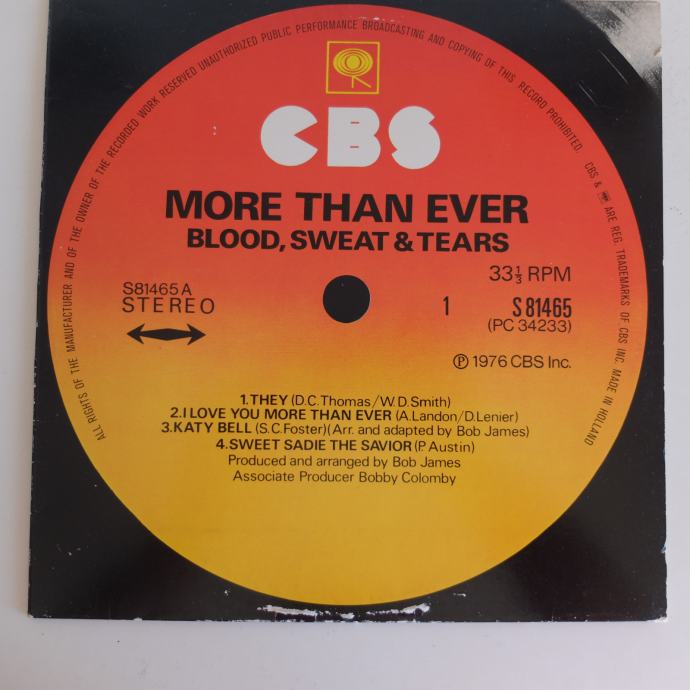 ALL RIGHTS OF THE MANUFACTURER AND OF THE OWNER OF THE RECORDED WORK RESERVED UNAUTHORIZED PUBLIC PERFORMANCE BROADCASTING AND COPYING OF THIS RECORD PROHIBITED. CBS & ARE REG. TRADEMARKS OF CBS INC. MADE IN HOLLAND
CBS
MORE THAN EVER
BLOOD, SWEAT & TEARS
33⅓ RPM
S81465 A
STEREO
1
S 81465
(PC 34233)
Ⓟ 1976 CBS Inc.
1.THEY (D.C.Thomas/W.D.Smith)
2.I LOVE YOU MORE THAN EVER (A.Landon/D.Lenier)
3.KATY BELL (S.C.Foster)(Arr. and adapted by Bob James)
4.SWEET SADIE THE SAVIOR (P.Austin)
Produced and arranged by Bob James
Associate Producer Bobby Colomby